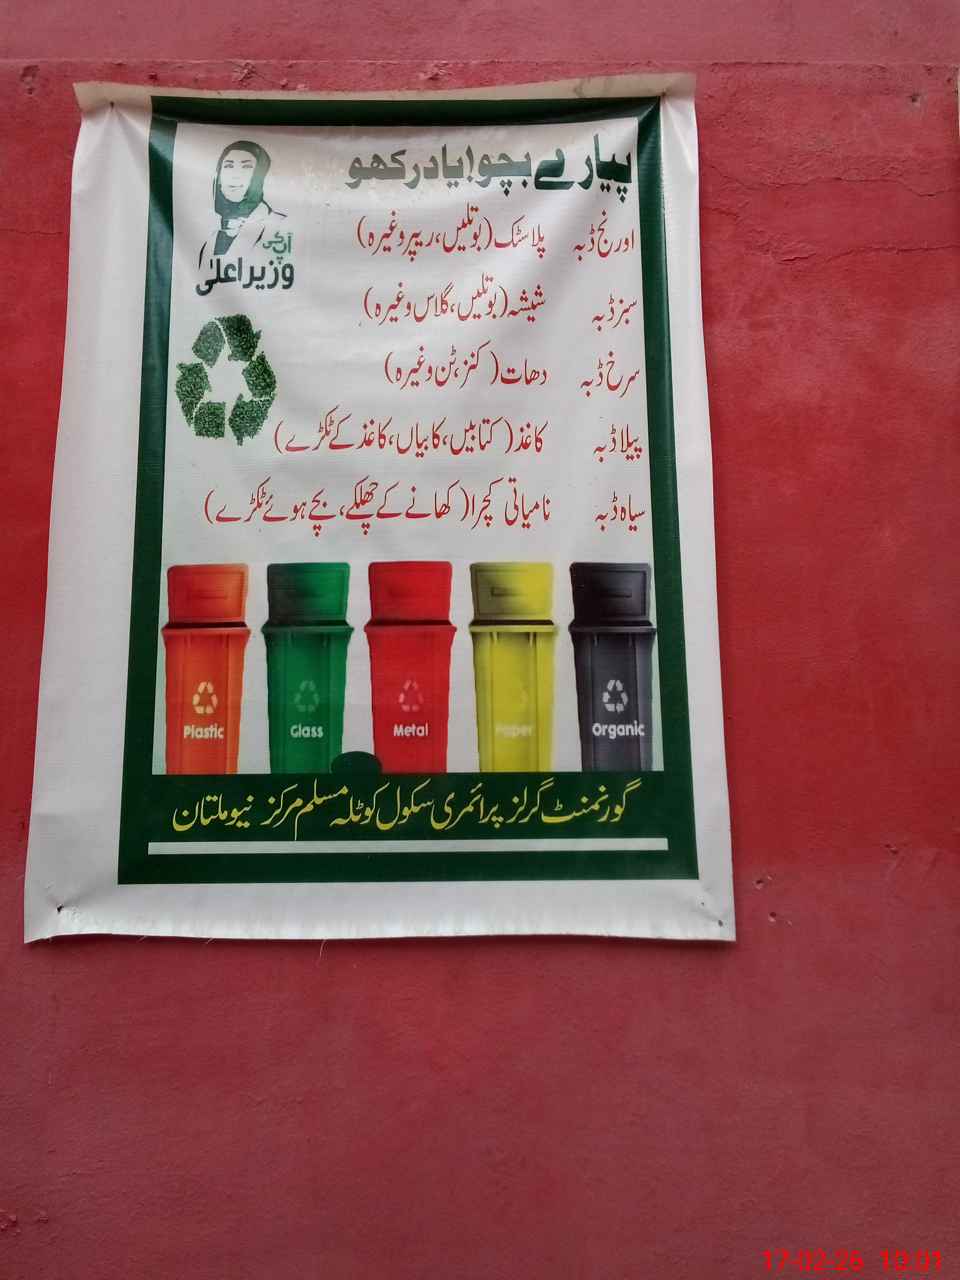 پیارے بچو! یاد رکھو
آپ کی
وزیراعلیٰ
اورنج ڈبہ پلاسٹک (بوتلیں، ریپر وغیرہ)
سبز ڈبہ شیشہ (بوتلیں، گلاس وغیرہ)
سرخ ڈبہ دھات (کنز، ٹن وغیرہ)
پیلا ڈبہ کاغذ (کتابیں، کاپیاں، کاغذ کے ٹکڑے)
سیاہ ڈبہ نامیاتی کچرا (کھانے کے چھلکے، بچے ہوئے ٹکڑے)
Plastic Glass Metal Paper Organic
گورنمنٹ گرلز پرائمری سکول کوٹلہ مسلم مرکز نیو ملتان
17-02-26 10:01